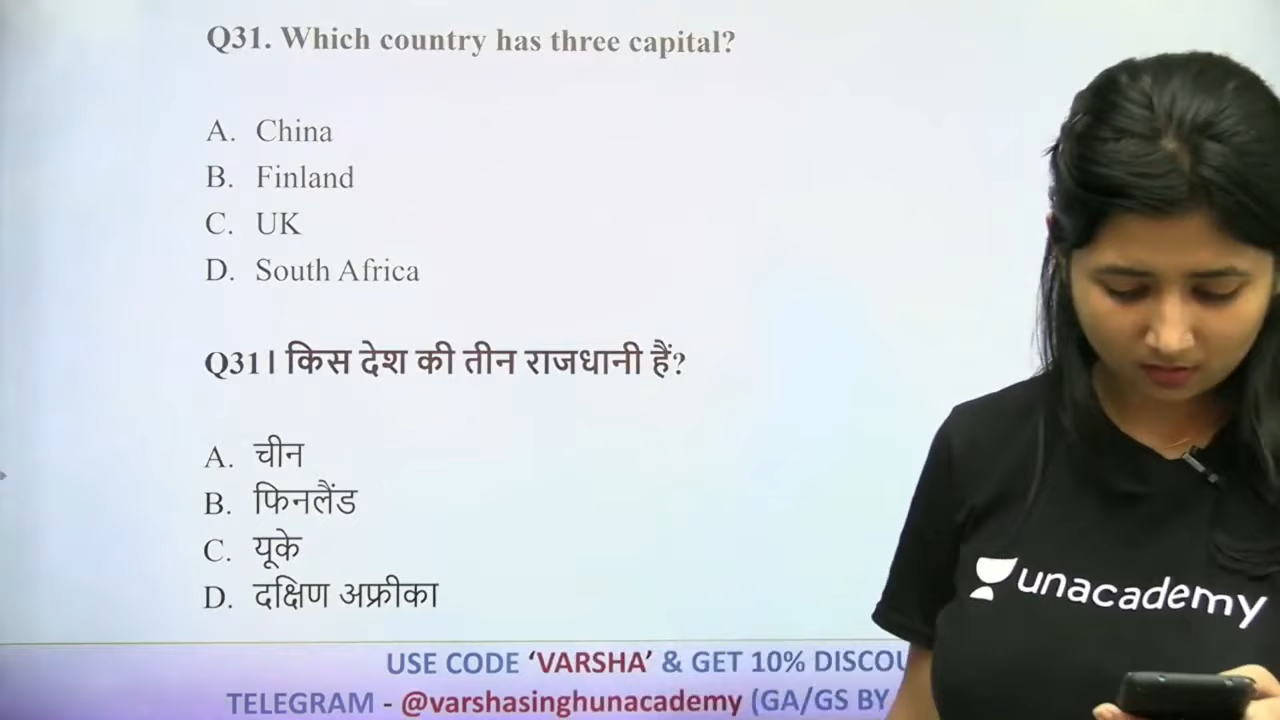 Q31. Which country has three capital?
A. China
B. Finland
C. UK
D. South Africa
Q31। किस देश की तीन राजधानी हैं?
A. चीन
B. फिनलैंड
C. यूके
D. दक्षिण अफ्रीका
unacademy
USE CODE ‘VARSHA’ & GET 10%
TELEGRAM - @varshasinghunacademy (GA/GS BY